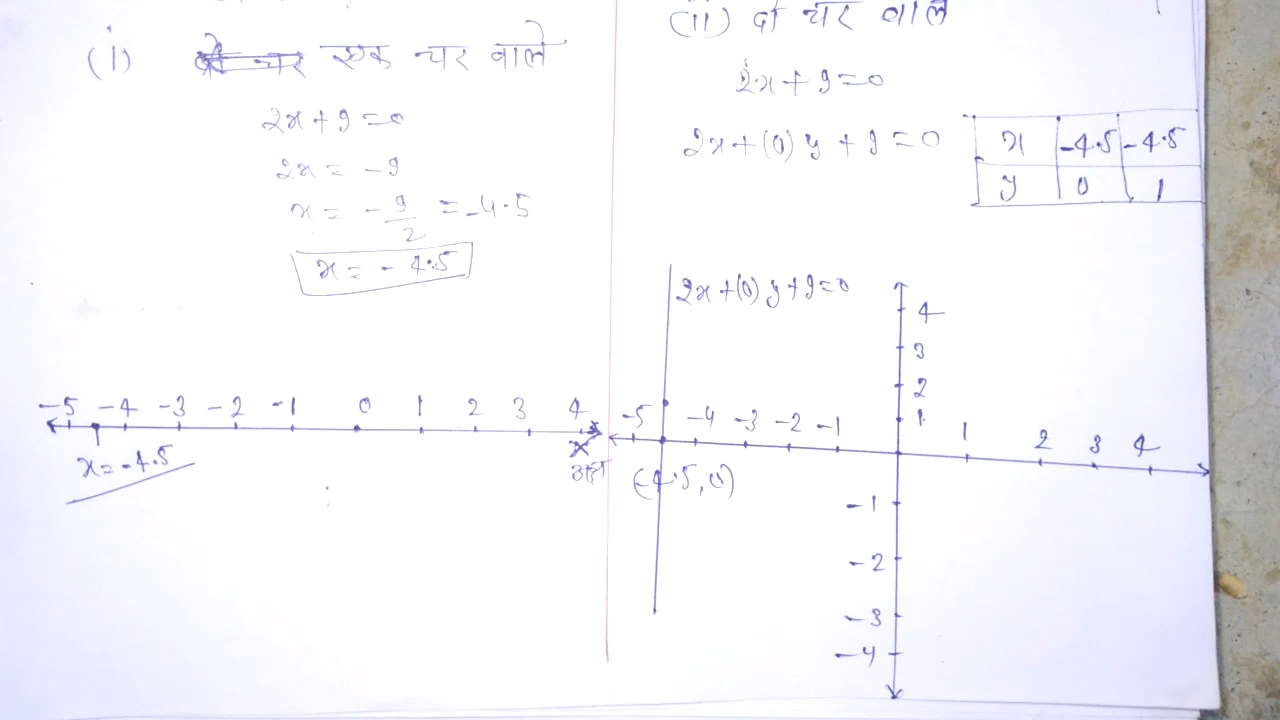 (i) एक चर वाले
2x+9=0
2x = -9
x = -9/2 = -4.5
x = -4.5
-5 -4 -3 -2 -1 0 1 2 3 4
x = -4.5
x
अक्ष
(ii) दो चर वाले
2x+9=0
2x+(0)y+9=0
x -4.5 -4.5
y 0 1
2x+(0)y+9=0
4
3
2
1
-5 -4 -3 -2 -1 1 2 3 4
(-4.5,0)
-1
-2
-3
-4